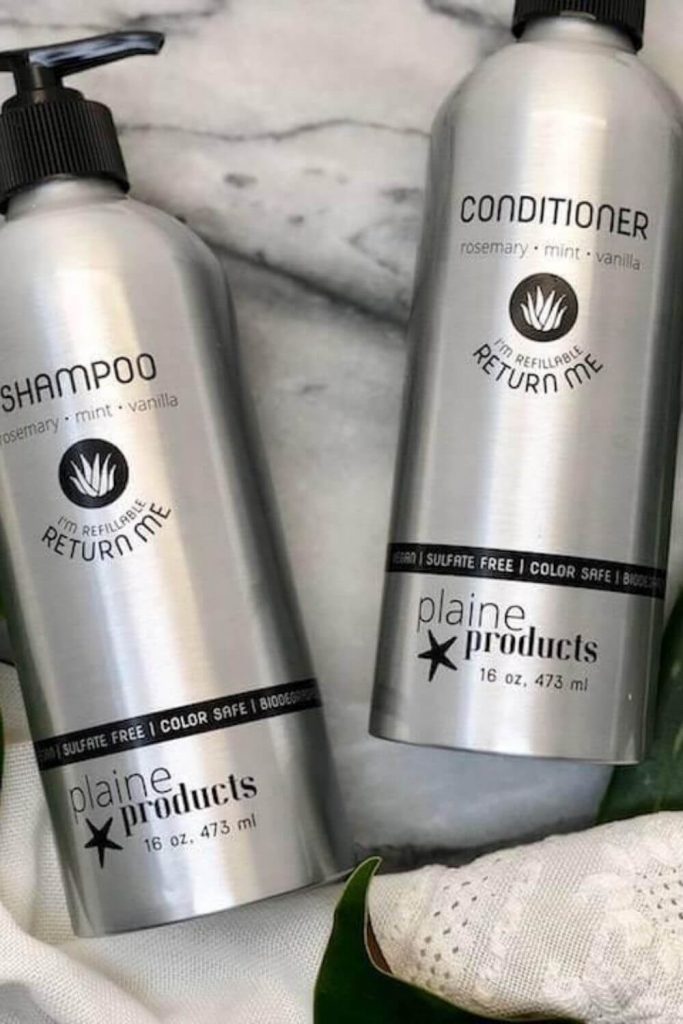 SHAMPOO
rosemary • mint • vanilla
I'M REFILLABLE
RETURN ME
| SULFATE FREE | COLOR SAFE |
plaine
products
16 oz, 473 ml
CONDITIONER
rosemary • mint • vanilla
I'M REFILLABLE
RETURN ME
VEGAN | SULFATE FREE | COLOR SAFE |
plaine
products
16 oz, 473 ml